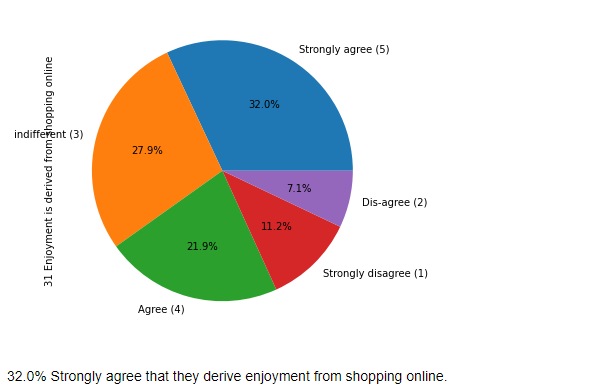 Strongly agree (5)
32.0%
indifferent (3)
27.9%
7.1%
Dis-agree (2)
11.2%
21.9%
Strongly disagree (1)
Agree (4)
31 Enjoyment is derived from shopping online
32.0% Strongly agree that they derive enjoyment from shopping online.